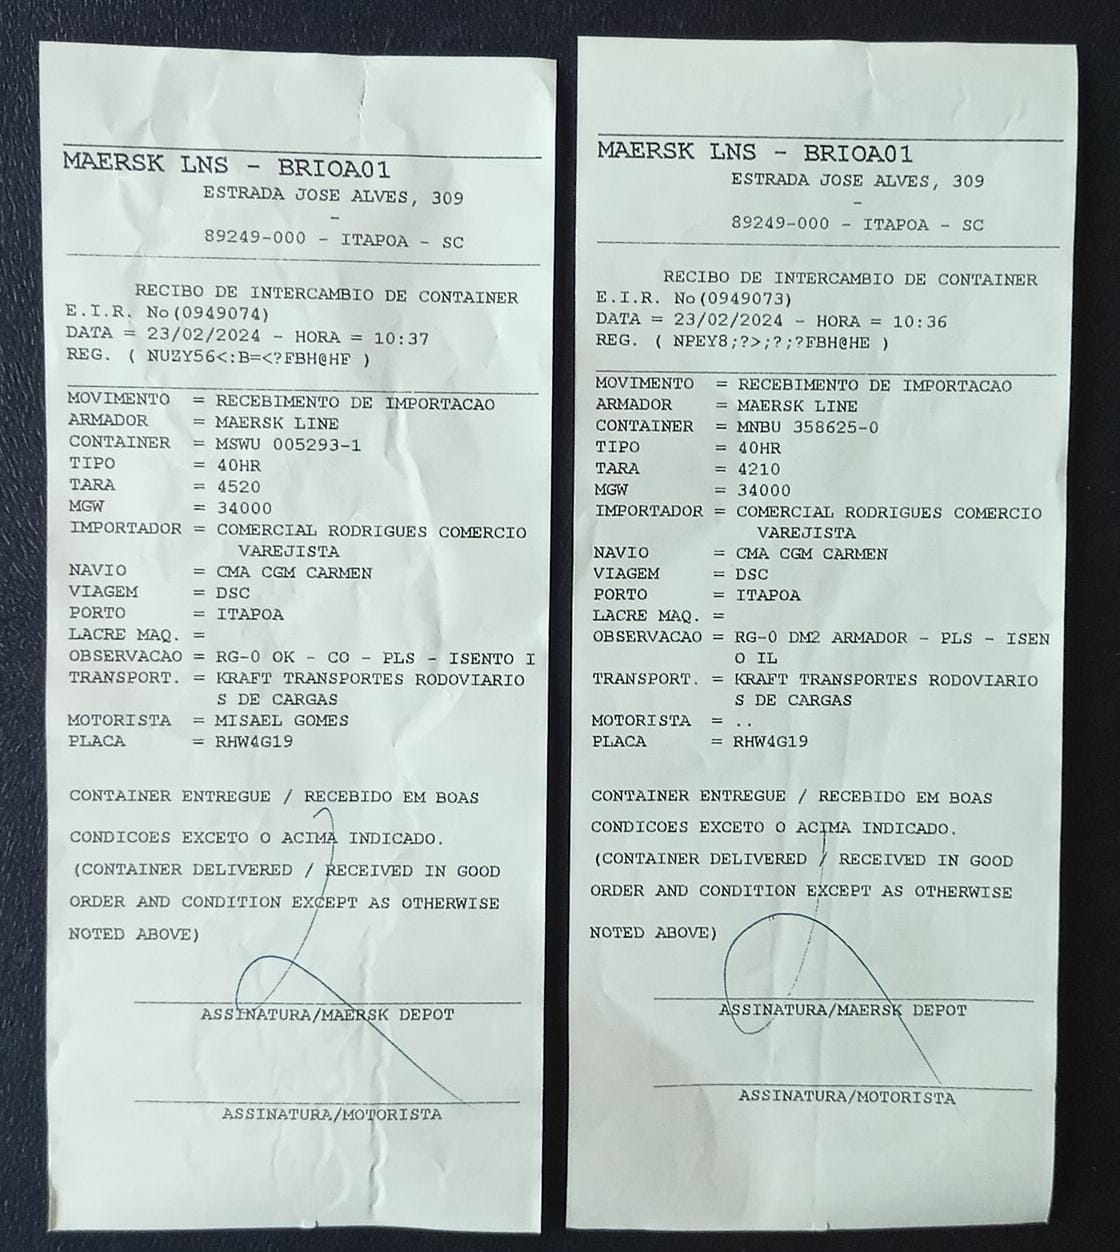 MAERSK LNS - BRIOA01
ESTRADA JOSE ALVES, 309
-
89249-000 - ITAPOA - SC
RECIBO DE INTERCAMBIO DE CONTAINER
E.I.R. No(0949074)
DATA = 23/02/2024 - HORA = 10:37
REG. ( NUZY56<:B=<?FBH@HF )
MOVIMENTO = RECEBIMENTO DE IMPORTACAO
ARMADOR = MAERSK LINE
CONTAINER = MSWU 005293-1
TIPO = 40HR
TARA = 4520
MGW = 34000
IMPORTADOR = COMERCIAL RODRIGUES COMERCIO
VAREJISTA
NAVIO = CMA CGM CARMEN
VIAGEM = DSC
PORTO = ITAPOA
LACRE MAQ. =
OBSERVACAO = RG-0 OK - CO - PLS - ISENTO I
TRANSPORT. = KRAFT TRANSPORTES RODOVIARIO
S DE CARGAS
MOTORISTA = MISAEL GOMES
PLACA = RHW4G19
CONTAINER ENTREGUE / RECEBIDO EM BOAS
CONDICOES EXCETO O ACIMA INDICADO.
(CONTAINER DELIVERED / RECEIVED IN GOOD
ORDER AND CONDITION EXCEPT AS OTHERWISE
NOTED ABOVE)
ASSINATURA/MAERSK DEPOT
ASSINATURA/MOTORISTA
MAERSK LNS - BRIOA01
ESTRADA JOSE ALVES, 309
-
89249-000 - ITAPOA - SC
RECIBO DE INTERCAMBIO DE CONTAINER
E.I.R. No(0949073)
DATA = 23/02/2024 - HORA = 10:36
REG. ( NPEY8;?>;?;?FBH@HE )
MOVIMENTO = RECEBIMENTO DE IMPORTACAO
ARMADOR = MAERSK LINE
CONTAINER = MNBU 358625-0
TIPO = 40HR
TARA = 4210
MGW = 34000
IMPORTADOR = COMERCIAL RODRIGUES COMERCIO
VAREJISTA
NAVIO = CMA CGM CARMEN
VIAGEM = DSC
PORTO = ITAPOA
LACRE MAQ. =
OBSERVACAO = RG-0 DM2 ARMADOR - PLS - ISEN
O IL
TRANSPORT. = KRAFT TRANSPORTES RODOVIARIO
S DE CARGAS
MOTORISTA = ..
PLACA = RHW4G19
CONTAINER ENTREGUE / RECEBIDO EM BOAS
CONDICOES EXCETO O ACIMA INDICADO.
(CONTAINER DELIVERED / RECEIVED IN GOOD
ORDER AND CONDITION EXCEPT AS OTHERWISE
NOTED ABOVE)
ASSINATURA/MAERSK DEPOT
ASSINATURA/MOTORISTA